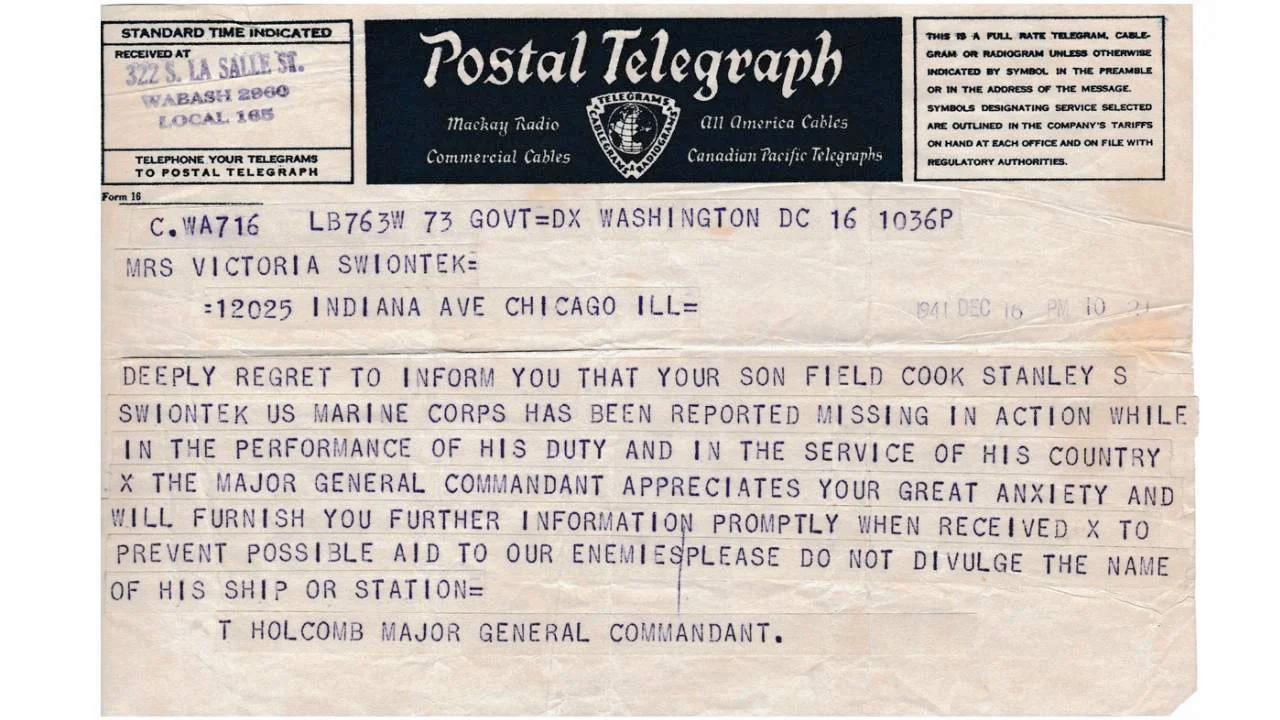 STANDARD TIME INDICATED
RECEIVED AT
322 S. LA SALLE ST.
WABASH 2960
LOCAL 165
TELEPHONE YOUR TELEGRAMS
TO POSTAL TELEGRAPH
Postal Telegraph
Mackay Radio
All America Cables
Commercial Cables
Canadian Pacific Telegraphs
TELEGRAMS
CABLEGRAMS
RADIOGRAMS
THIS IS A FULL RATE TELEGRAM, CABLE-
GRAM OR RADIOGRAM UNLESS OTHERWISE
INDICATED BY SYMBOL IN THE PREAMBLE
OR IN THE ADDRESS OF THE MESSAGE.
SYMBOLS DESIGNATING SERVICE SELECTED
ARE OUTLINED IN THE COMPANY'S TARIFFS
ON HAND AT EACH OFFICE AND ON FILE WITH
REGULATORY AUTHORITIES.
Form 16
C.WA716 LB763W 73 GOVT=DX WASHINGTON DC 16 1036P
MRS VICTORIA SWIONTEK=
=12025 INDIANA AVE CHICAGO ILL=
1941 DEC 16 PM 10
DEEPLY REGRET TO INFORM YOU THAT YOUR SON FIELD COOK STANLEY S
SWIONTEK US MARINE CORPS HAS BEEN REPORTED MISSING IN ACTION WHILE
IN THE PERFORMANCE OF HIS DUTY AND IN THE SERVICE OF HIS COUNTRY
X THE MAJOR GENERAL COMMANDANT APPRECIATES YOUR GREAT ANXIETY AND
WILL FURNISH YOU FURTHER INFORMATION PROMPTLY WHEN RECEIVED X TO
PREVENT POSSIBLE AID TO OUR ENEMIES PLEASE DO NOT DIVULGE THE NAME
OF HIS SHIP OR STATION=
T HOLCOMB MAJOR GENERAL COMMANDANT.